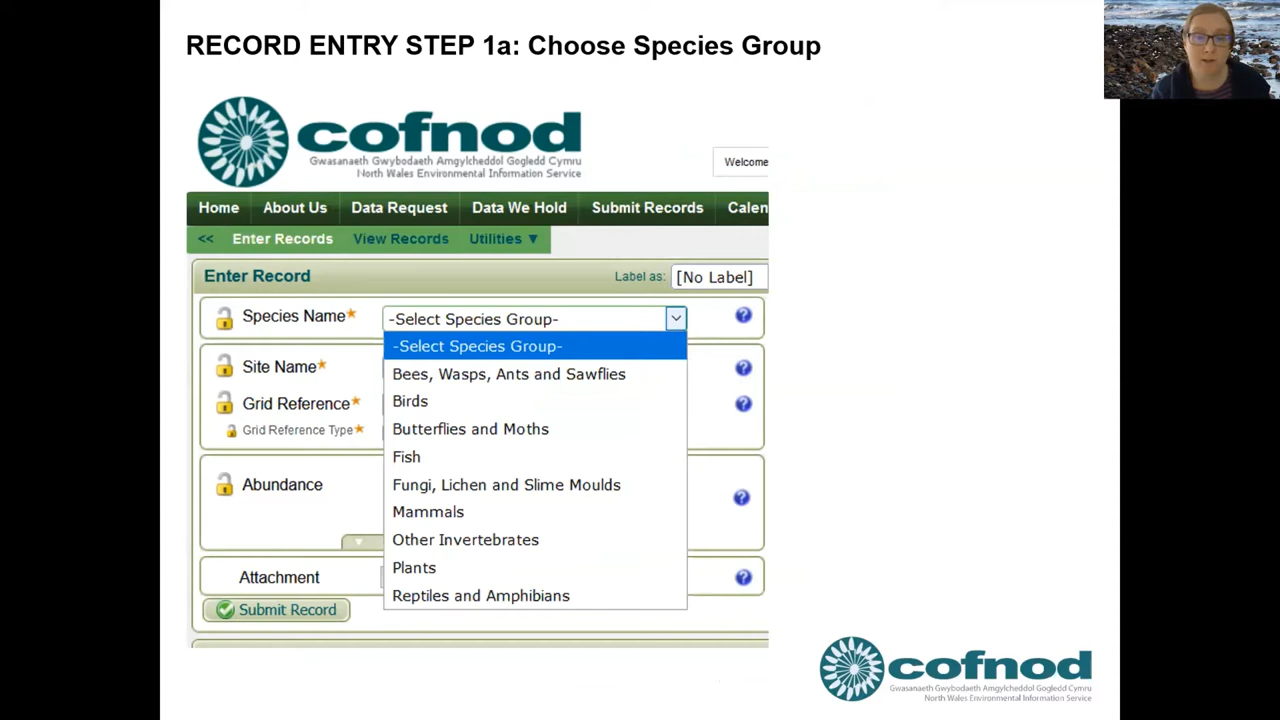 RECORD ENTRY STEP 1a: Choose Species Group
cofnod
Gwasanaeth Gwybodaeth Amgylcheddol Gogledd Cymru
North Wales Environmental Information Service
Welcome
Home About Us Data Request Data We Hold Submit Records Calen
<< Enter Records View Records Utilities ▼
Enter Record Label as: [No Label]
Species Name* -Select Species Group- ?
-Select Species Group-
Site Name* ?
Bees, Wasps, Ants and Sawflies
Grid Reference* ?
Birds
Grid Reference Type*
Butterflies and Moths
Fish
Abundance ?
Fungi, Lichen and Slime Moulds
Mammals
Other Invertebrates
Attachment ?
Plants
Reptiles and Amphibians
Submit Record
cofnod
Gwasanaeth Gwybodaeth Amgylcheddol Gogledd Cymru
North Wales Environmental Information Service